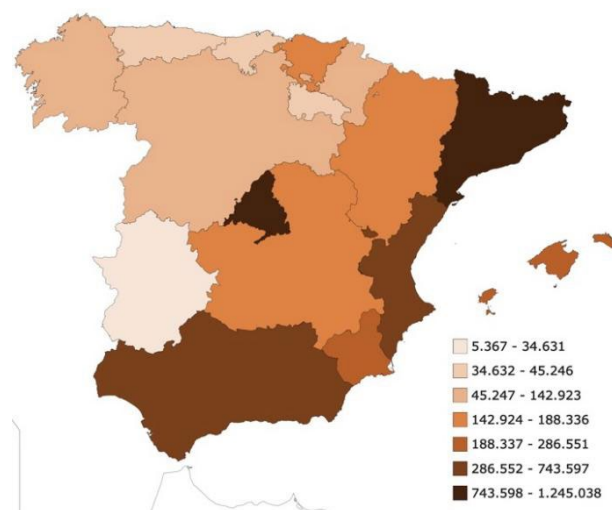 5.367 - 34.631
34.632 - 45.246
45.247 - 142.923
142.924 - 188.336
188.337 - 286.551
286.552 - 743.597
743.598 - 1.245.038